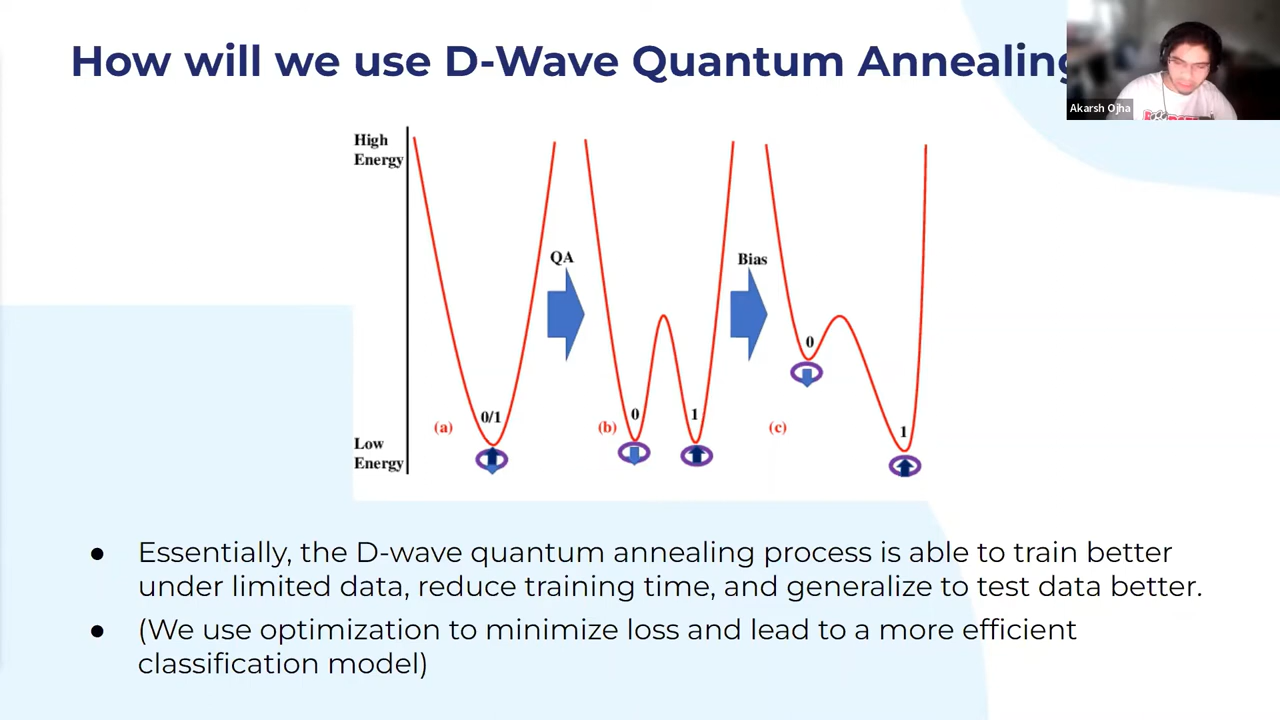 How will we use D-Wave Quantum Annealing
Akarsh Ojha
High
Energy
QA
Bias
0
0/1
0
1
1
(a)
(b)
(c)
Low
Energy
● Essentially, the D-wave quantum annealing process is able to train better
under limited data, reduce training time, and generalize to test data better.
● (We use optimization to minimize loss and lead to a more efficient
classification model)